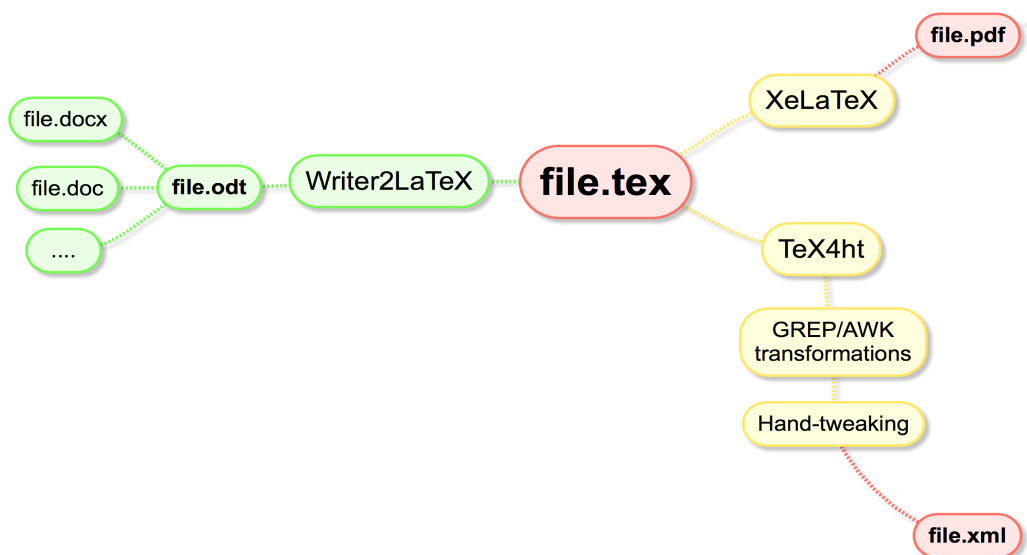 file.pdf
XeLaTeX
file.docx
file.doc
file.odt
Writer2LaTeX
file.tex
....
TeX4ht
GREP/AWK
transformations
Hand-tweaking
file.xml